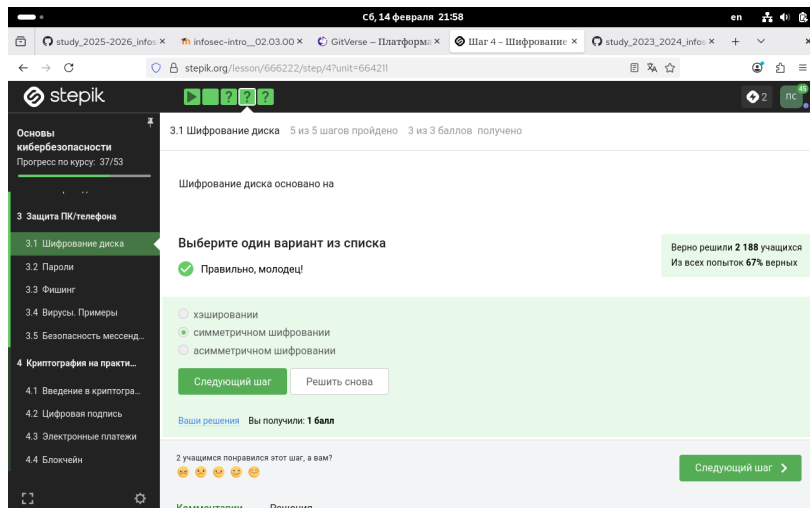 Сб, 14 февраля 21:58
en
study_2025-2026_infos
infosec-intro__02.03.00
GitVerse – Платформа
Шаг 4 – Шифрование
study_2023_2024_infos
stepik.org/lesson/666222/step/4?unit=664211
stepik
? ? ?
2
ПС
45
Основы
кибербезопасности
Прогресс по курсу: 37/53
3 Защита ПК/телефона
3.1 Шифрование диска
3.2 Пароли
3.3 Фишинг
3.4 Вирусы. Примеры
3.5 Безопасность мессенд...
4 Криптография на практи...
4.1 Введение в криптогра...
4.2 Цифровая подпись
4.3 Электронные платежи
4.4 Блокчейн
3.1 Шифрование диска 5 из 5 шагов пройдено 3 из 3 баллов получено
Шифрование диска основано на
Выберите один вариант из списка
Правильно, молодец!
Верно решили 2 188 учащихся
Из всех попыток 67% верных
хэшировании
симметричном шифровании
асимметричном шифровании
Следующий шаг
Решить снова
Ваши решения Вы получили: 1 балл
2 учащимся понравился этот шаг, а вам?
Следующий шаг
Комментарии Решения